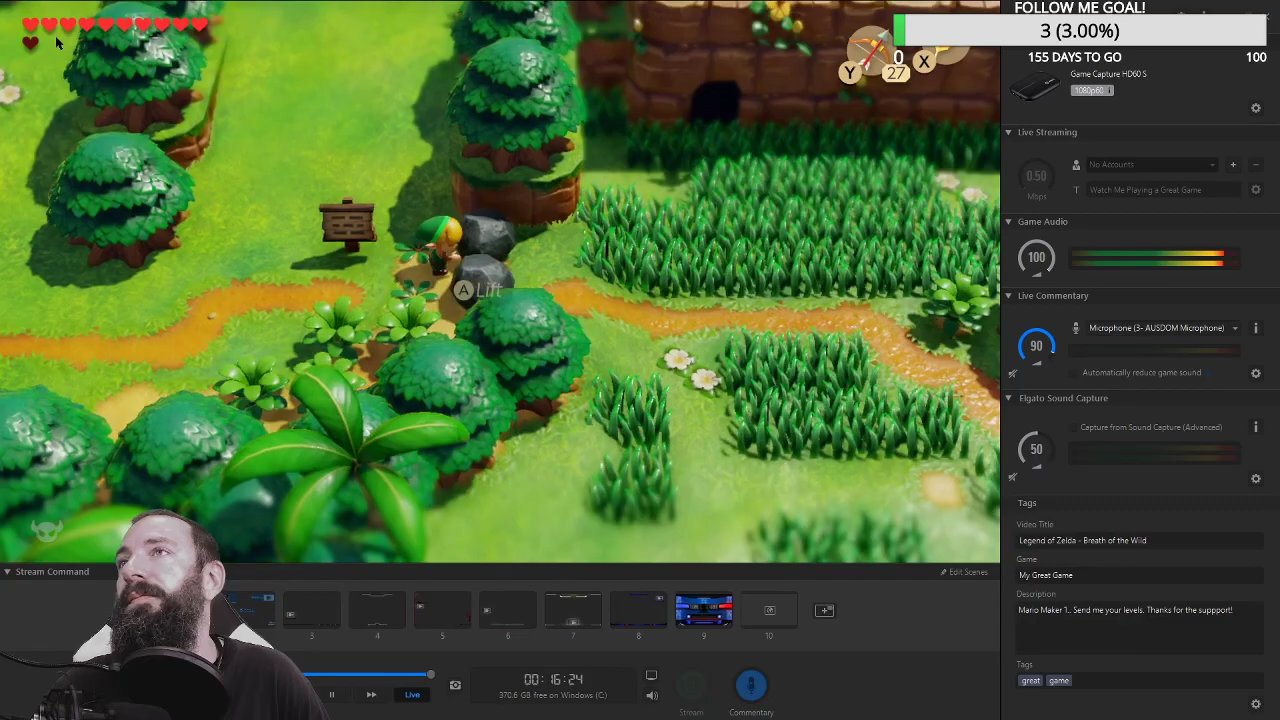 FOLLOW ME GOAL!
3 (3.00%)
0
155 DAYS TO GO
100
Y
27
X
Game Capture HD60 S
1080p60 i
Live Streaming
0.50
Mbps
No Accounts
T
Watch Me Playing a Great Game
Game Audio
100
Live Commentary
90
Microphone (3- AUSDOM Microphone)
Automatically reduce game sound
Elgato Sound Capture
50
Capture from Sound Capture (Advanced)
Tags
Video Title
Legend of Zelda - Breath of the Wild
Game
My Great Game
Description
Mario Maker 1.. Send me your levels. Thanks for the suppport!
Tags
great
game
A Lift
Stream Command
Edit Scenes
3
4
5
6
7
8
9
10
Live
00:16:24
370.6 GB free on Windows (C)
Stream
Commentary